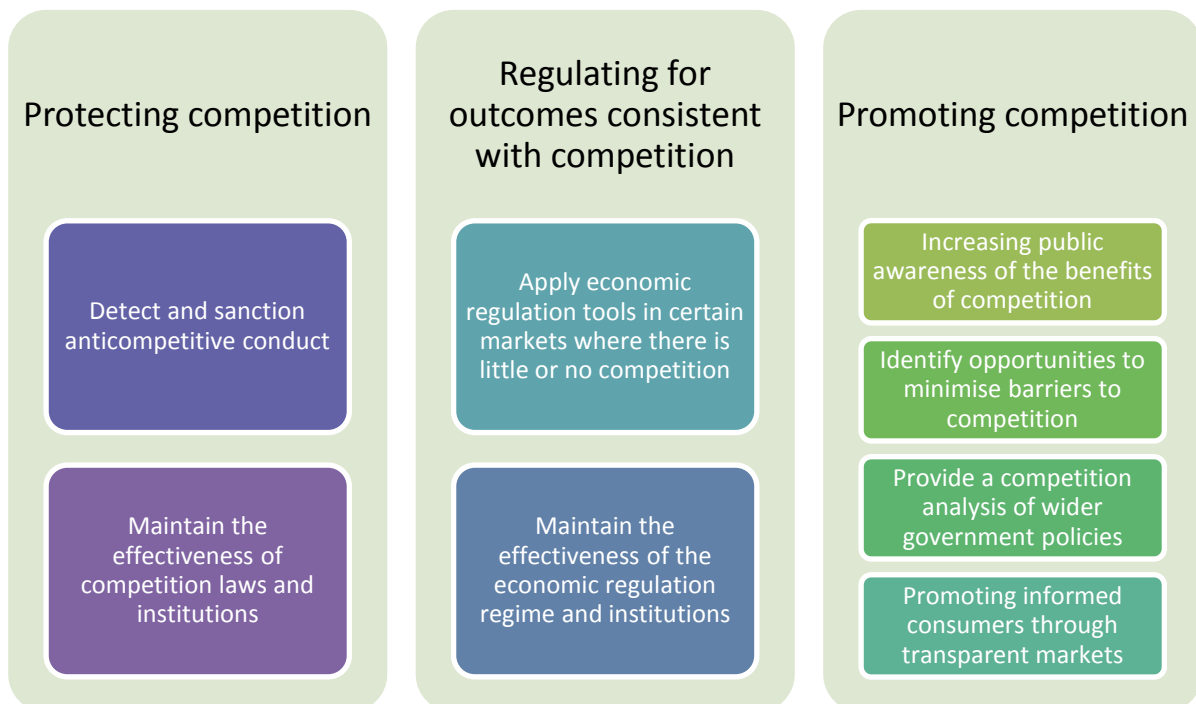 Protecting competition
Detect and sanction
anticompetitive conduct
Maintain the
effectiveness of
competition laws and
institutions
Regulating for
outcomes consistent
with competition
Apply economic
regulation tools in certain
markets where there is
little or no competition
Maintain the
effectiveness of the
economic regulation
regime and institutions
Promoting competition
Increasing public
awareness of the benefits
of competition
Identify opportunities to
minimise barriers to
competition
Provide a competition
analysis of wider
government policies
Promoting informed
consumers through
transparent markets